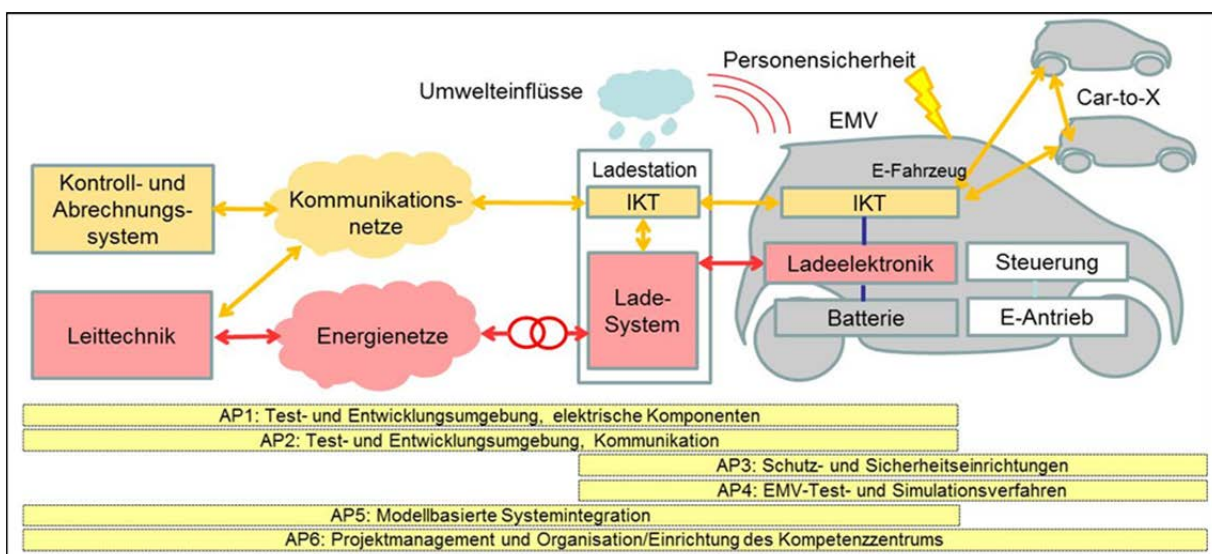 Personensicherheit
Umwelteinflüsse
EMV
Car-to-X
Kontroll- und
Abrechnungs-
system
Kommunikations-
netze
Ladestation
IKT
E-Fahrzeug
IKT
Leittechnik
Energienetze
Lade-
System
Ladeelektronik
Steuerung
Batterie
E-Antrieb
AP1: Test- und Entwicklungsumgebung, elektrische Komponenten
AP2: Test- und Entwicklungsumgebung, Kommunikation
AP3: Schutz- und Sicherheitseinrichtungen
AP4: EMV-Test- und Simulationsverfahren
AP5: Modellbasierte Systemintegration
AP6: Projektmanagement und Organisation/Einrichtung des Kompetenzzentrums